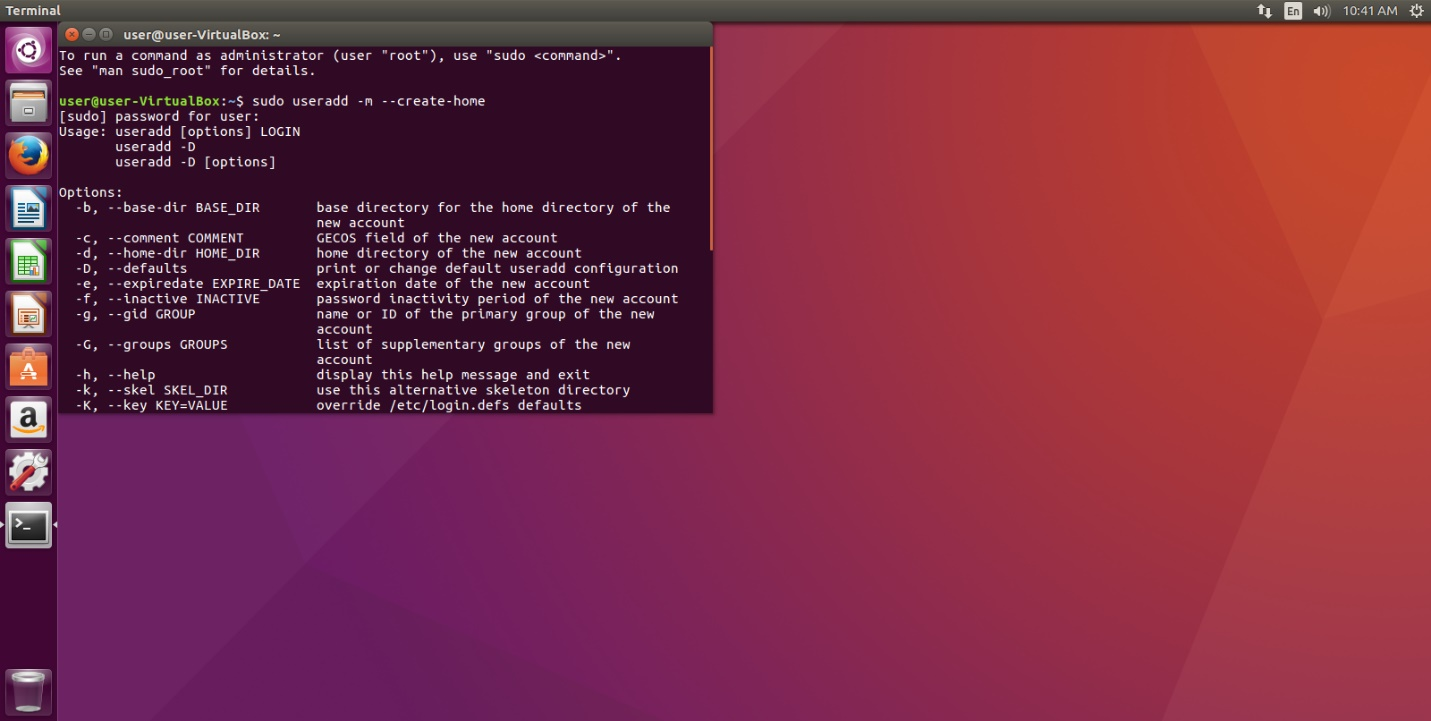 Terminal
En
10:41 AM
user@user-VirtualBox: ~
To run a command as administrator (user "root"), use "sudo <command>".
See "man sudo_root" for details.
user@user-VirtualBox:~$ sudo useradd -m --create-home
[sudo] password for user:
Usage: useradd [options] LOGIN
       useradd -D
       useradd -D [options]
Options:
  -b, --base-dir BASE_DIR       base directory for the home directory of the
                                new account
  -c, --comment COMMENT         GECOS field of the new account
  -d, --home-dir HOME_DIR       home directory of the new account
  -D, --defaults                print or change default useradd configuration
  -e, --expiredate EXPIRE_DATE  expiration date of the new account
  -f, --inactive INACTIVE       password inactivity period of the new account
  -g, --gid GROUP               name or ID of the primary group of the new
                                account
  -G, --groups GROUPS           list of supplementary groups of the new
                                account
  -h, --help                    display this help message and exit
  -k, --skel SKEL_DIR           use this alternative skeleton directory
  -K, --key KEY=VALUE           override /etc/login.defs defaults
A
a